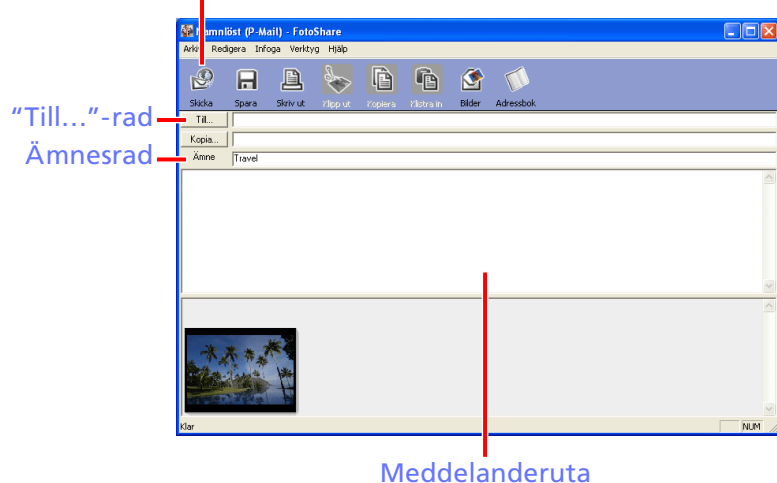 Namnlöst (P-Mail) - FotoShare
Arkiv Redigera Infoga Verktyg Hjälp
Skicka Spara Skriv ut Klipp ut Kopiera Klistra in Bilder Adressbok
"Till..."-rad
Till...
Kopia...
Ämnesrad
Ämne Travel
Klar NUM
Meddelanderuta